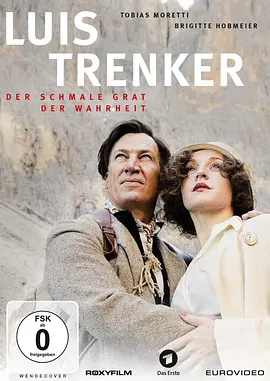 TOBIAS MORETTI
BRIGITTE HOBMEIER
LUIS
TRENKER
DER SCHMALE GRAT
DER WAHRHEIT
FSK
ab
0
freigegeben
WENDECOVER
ROXYFILM
Das Erste
EUROVIDEO